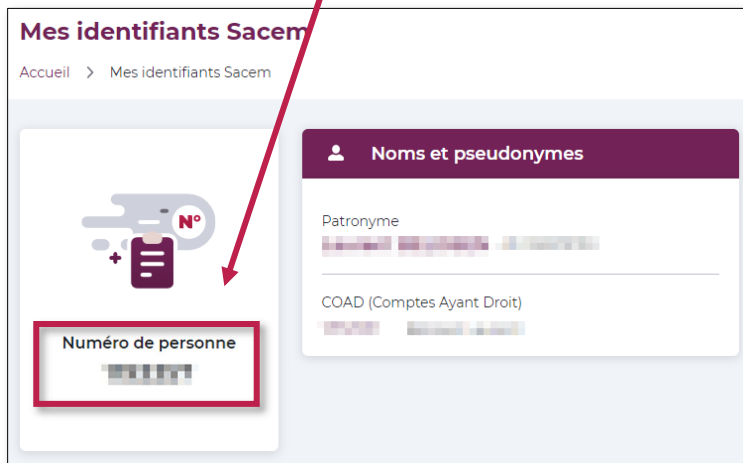 Mes identifiants Sacem
Accueil > Mes identifiants Sacem
N°
Numéro de personne
Noms et pseudonymes
Patronyme
COAD (Comptes Ayant Droit)